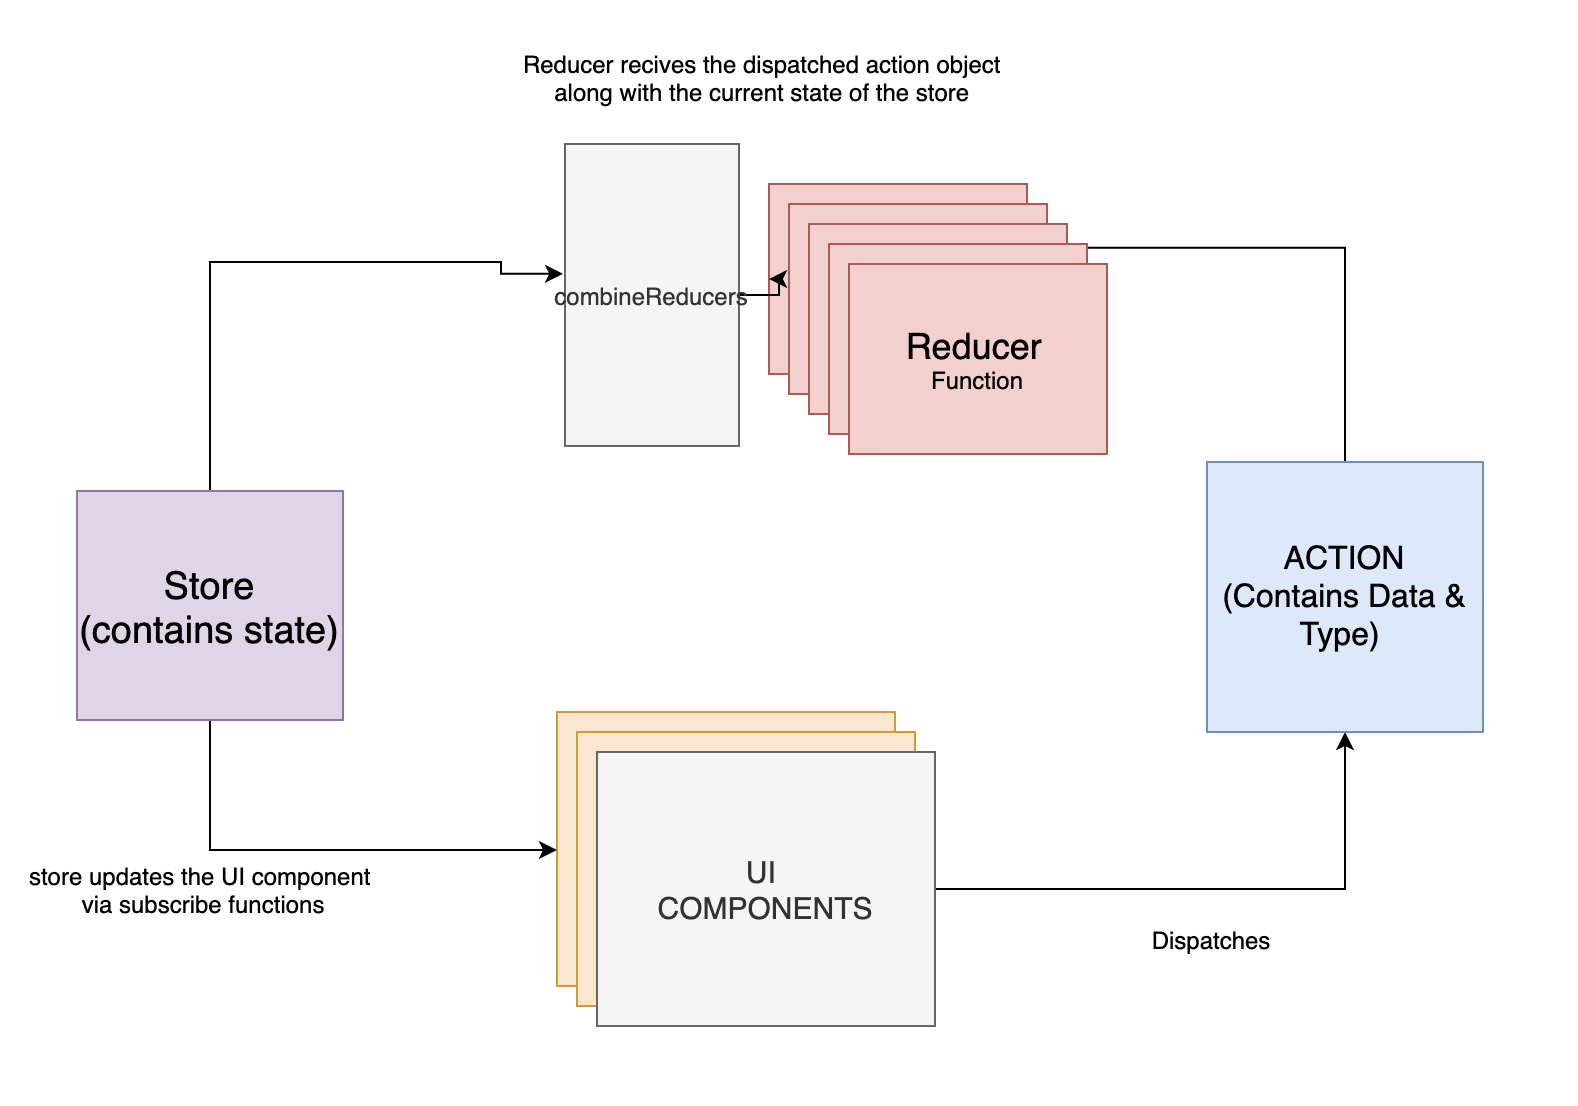 Reducer recives the dispatched action object
along with the current state of the store
combineReducers
Reducer
Function
Store
(contains state)
ACTION
(Contains Data &
Type)
store updates the UI component
via subscribe functions
UI
COMPONENTS
Dispatches